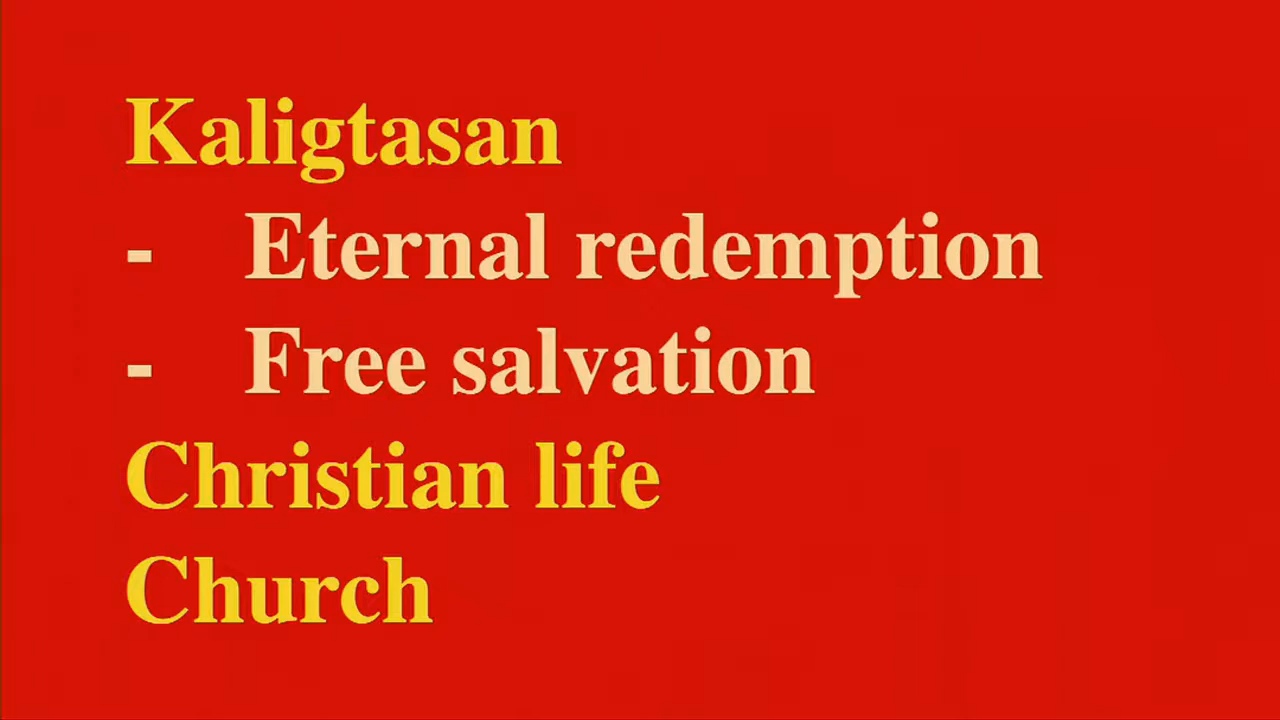 Kaligtasan
- Eternal redemption
- Free salvation
Christian life
Church